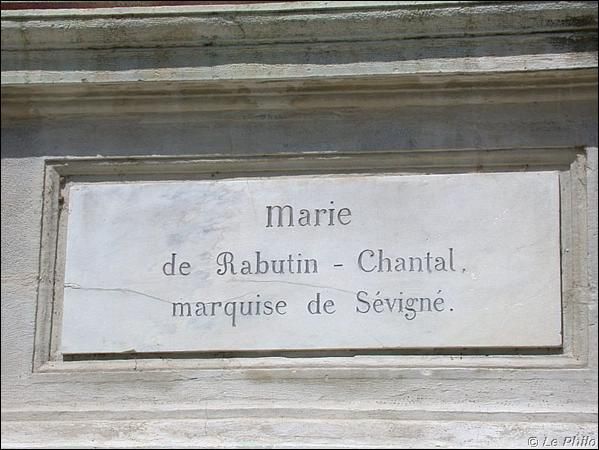 Marie
de Rabutin - Chantal,
marquise de Sévigné.
© Le Philo